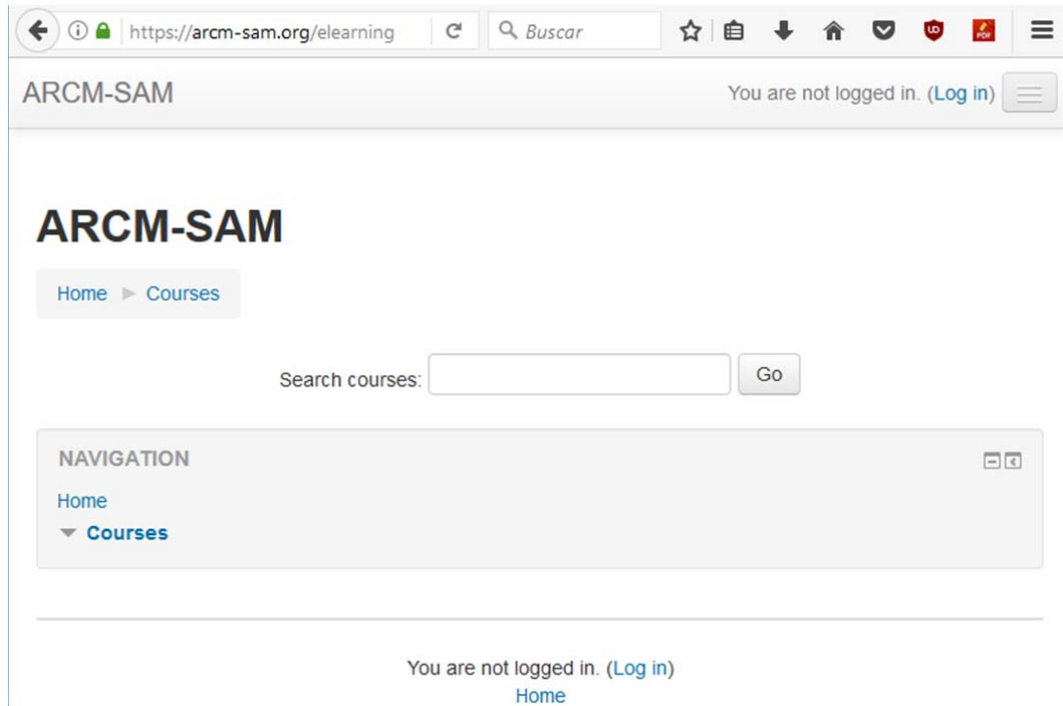 https://arcm-sam.org/elearning Buscar
ARCM-SAM You are not logged in. (Log in)
ARCM-SAM
Home ► Courses
Search courses: Go
NAVIGATION
Home
Courses
You are not logged in. (Log in)
Home